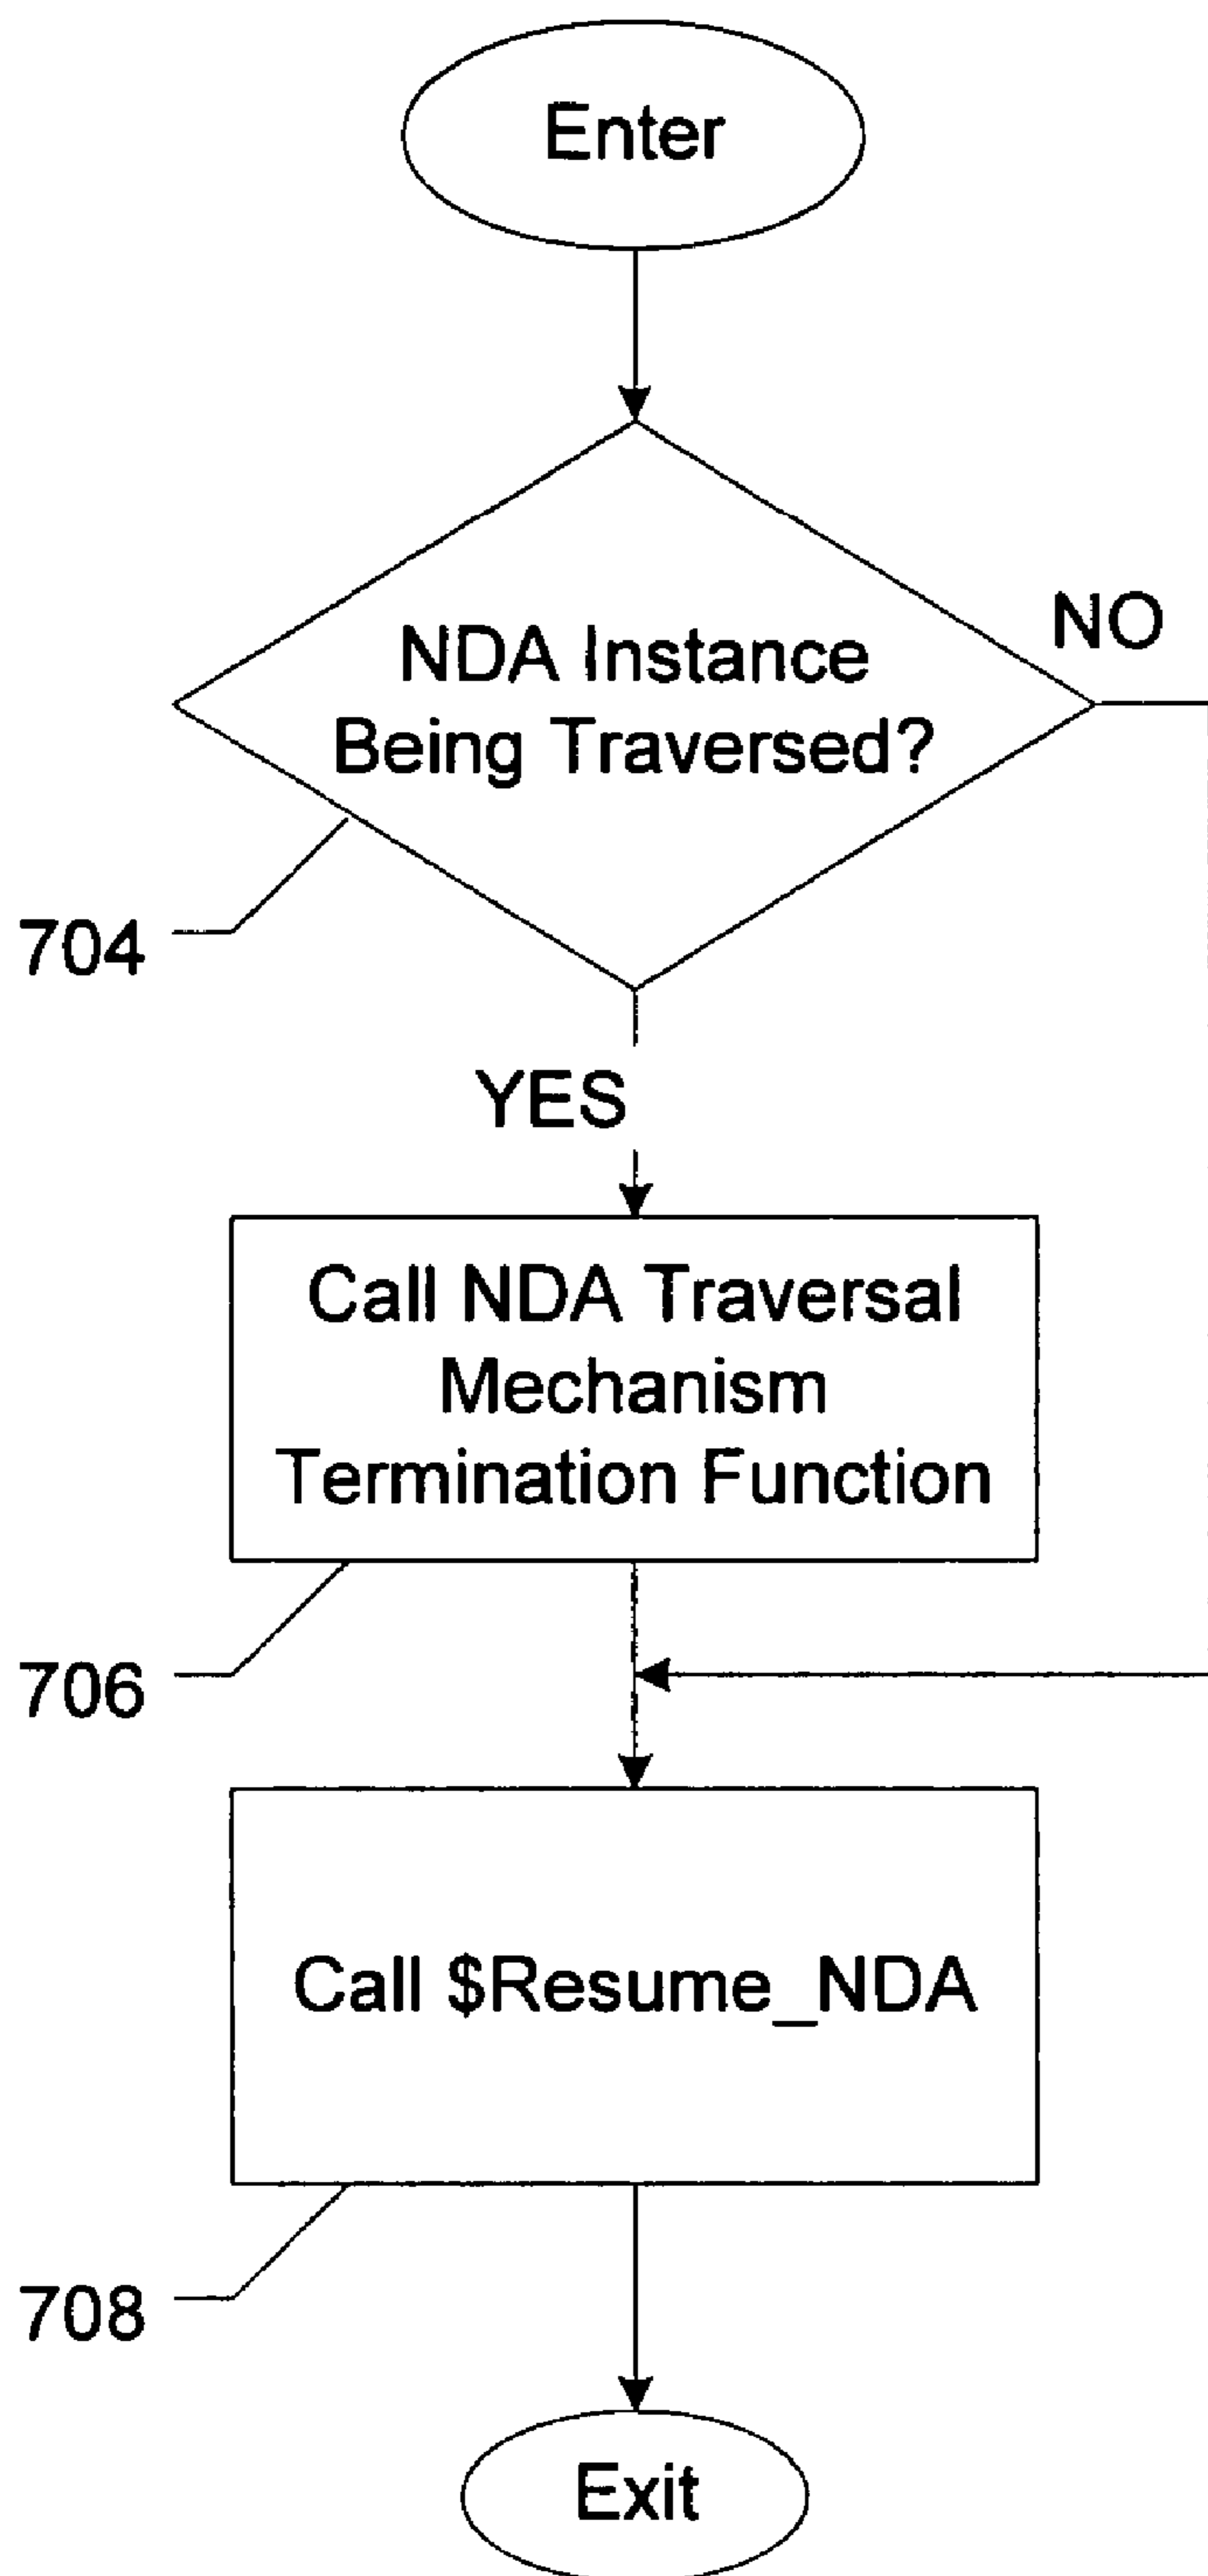 Enter
NDA Instance
Being Traversed?
NO
704
YES
Call NDA Traversal
Mechanism
Termination Function
706
Call $Resume_NDA
708
Exit